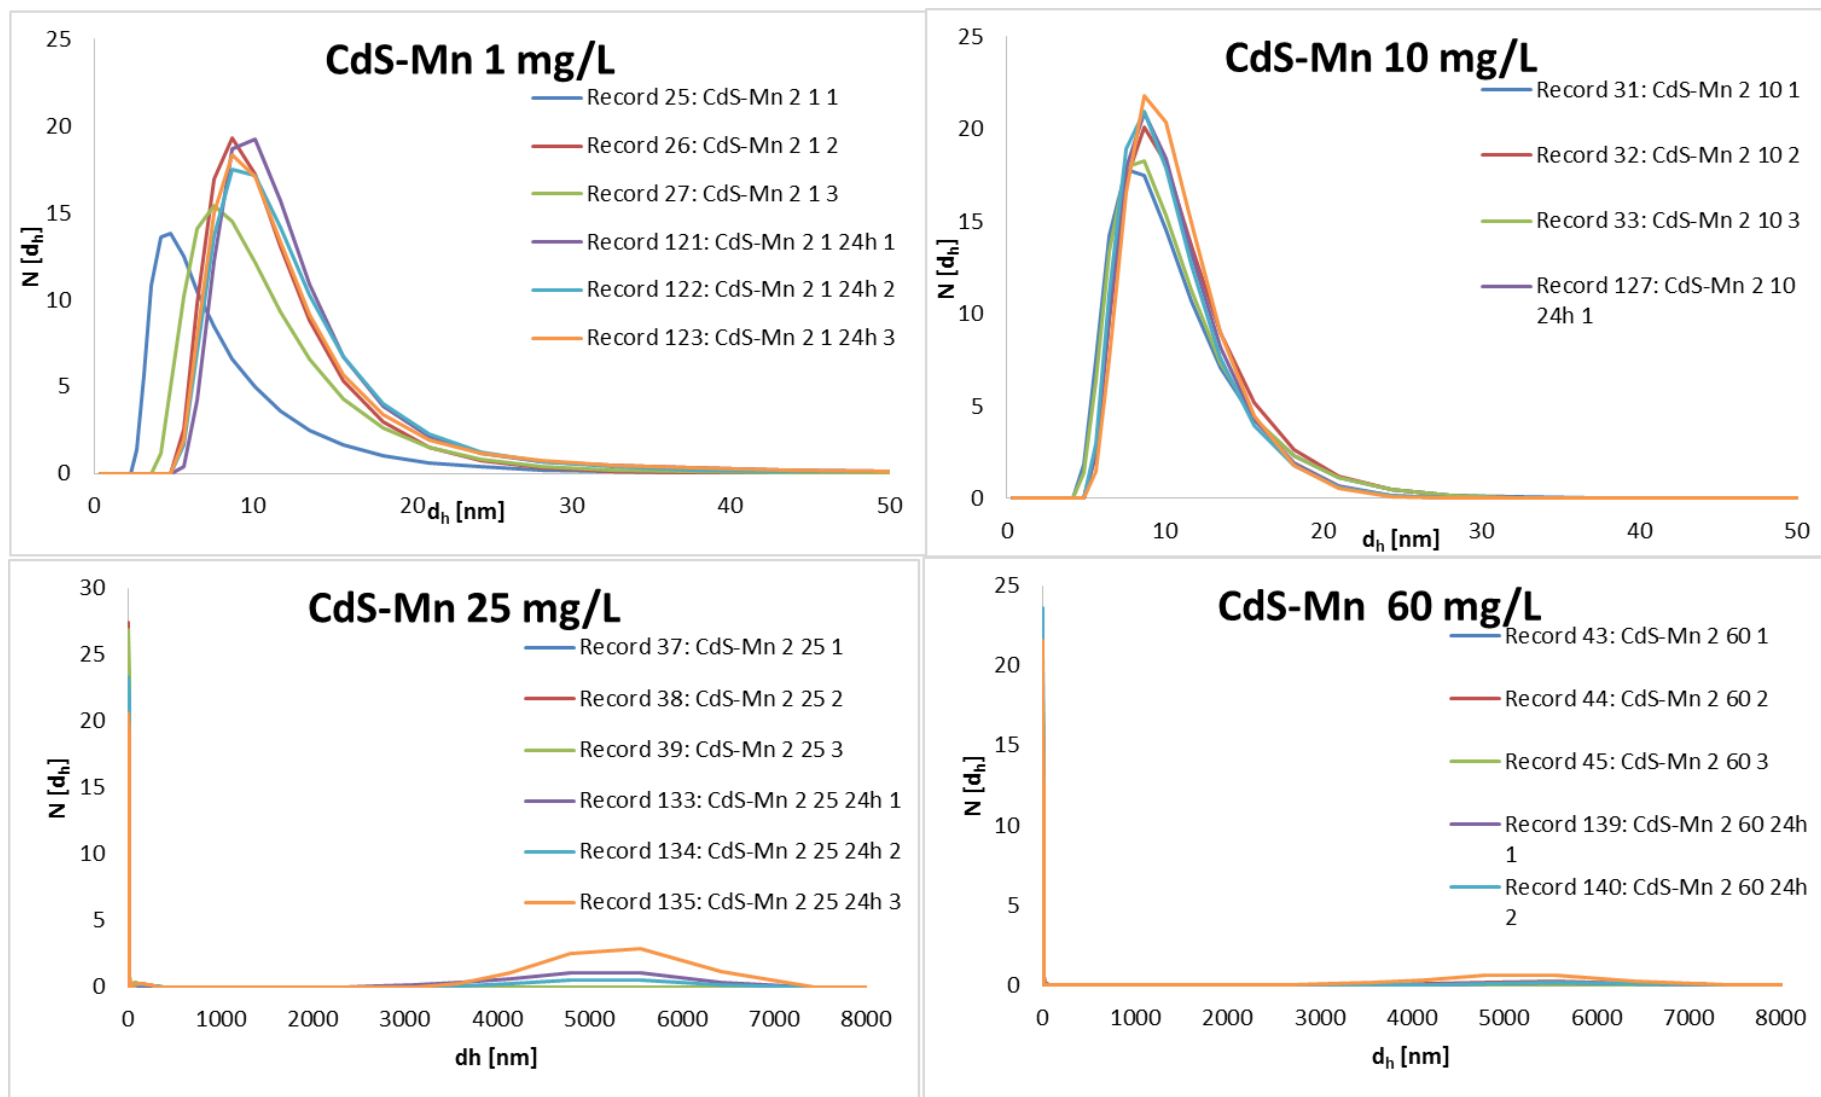 CdS-Mn 1 mg/L
25
20
15
10
5
0
N [dh]
0 10 20 30 40 50
dh [nm]
Record 25: CdS-Mn 2 1 1
Record 26: CdS-Mn 2 1 2
Record 27: CdS-Mn 2 1 3
Record 121: CdS-Mn 2 1 24h 1
Record 122: CdS-Mn 2 1 24h 2
Record 123: CdS-Mn 2 1 24h 3
CdS-Mn 10 mg/L
25
20
15
10
5
0
N [dh]
0 10 20 30 40 50
dh [nm]
Record 31: CdS-Mn 2 10 1
Record 32: CdS-Mn 2 10 2
Record 33: CdS-Mn 2 10 3
Record 127: CdS-Mn 2 10
24h 1
CdS-Mn 25 mg/L
30
25
20
15
10
5
0
N [dh]
0 1000 2000 3000 4000 5000 6000 7000 8000
dh [nm]
Record 37: CdS-Mn 2 25 1
Record 38: CdS-Mn 2 25 2
Record 39: CdS-Mn 2 25 3
Record 133: CdS-Mn 2 25 24h 1
Record 134: CdS-Mn 2 25 24h 2
Record 135: CdS-Mn 2 25 24h 3
CdS-Mn 60 mg/L
25
20
15
10
5
0
N [dh]
0 1000 2000 3000 4000 5000 6000 7000 8000
dh [nm]
Record 43: CdS-Mn 2 60 1
Record 44: CdS-Mn 2 60 2
Record 45: CdS-Mn 2 60 3
Record 139: CdS-Mn 2 60 24h
1
Record 140: CdS-Mn 2 60 24h
2